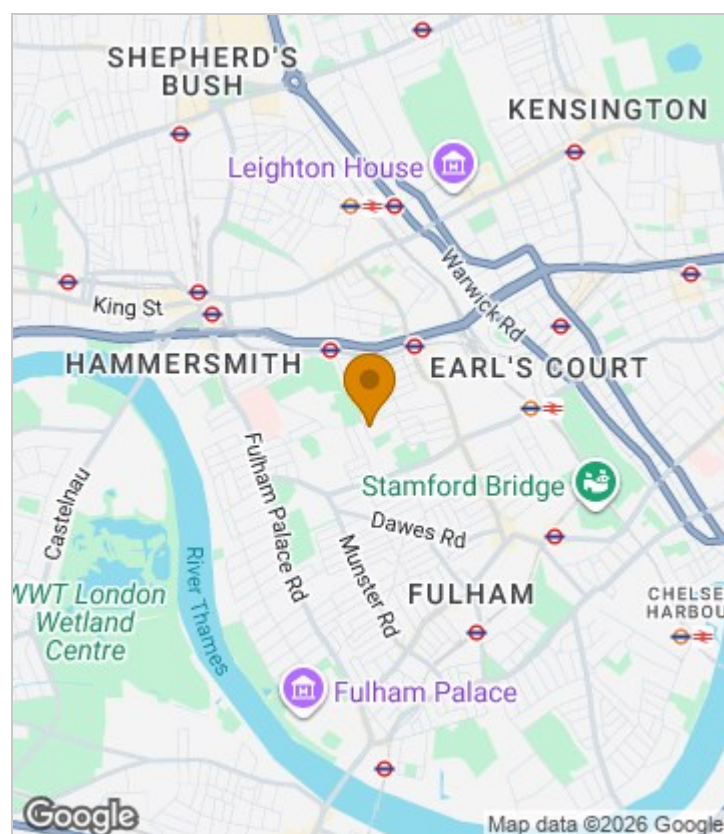 SHEPHERD'S
BUSH
KENSINGTON
Leighton House
Warwick Rd
King St
HAMMERSMITH
EARL'S COURT
Fulham Palace Rd
Stamford Bridge
Castelnau
Dawes Rd
River Thames
Munster Rd
WWT London
Wetland
Centre
FULHAM
CHELSE
HARBOU
Fulham Palace
Google
Map data ©2026 Google